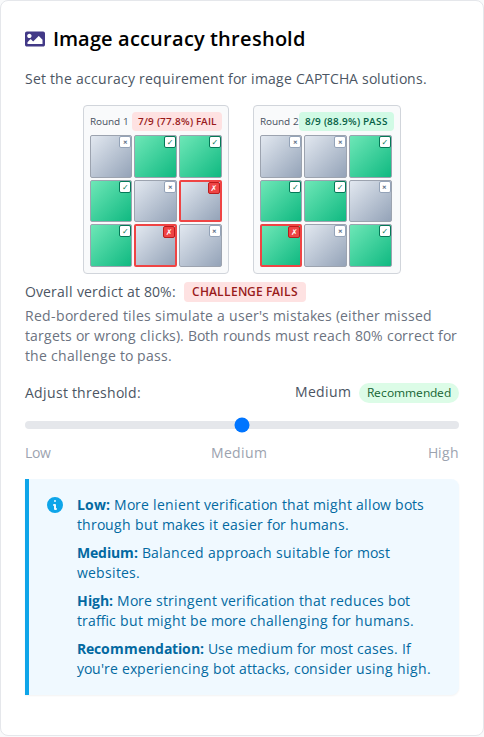 Image accuracy threshold
Set the accuracy requirement for image CAPTCHA solutions.
Round 1 7/9 (77.8%) FAIL
Round 2 8/9 (88.9%) PASS
Overall verdict at 80%: CHALLENGE FAILS
Red-bordered tiles simulate a user's mistakes (either missed
targets or wrong clicks). Both rounds must reach 80% correct for
the challenge to pass.
Adjust threshold: Medium Recommended
Low Medium High
Low: More lenient verification that might allow bots
through but makes it easier for humans.
Medium: Balanced approach suitable for most
websites.
High: More stringent verification that reduces bot
traffic but might be more challenging for humans.
Recommendation: Use medium for most cases. If
you're experiencing bot attacks, consider using high.